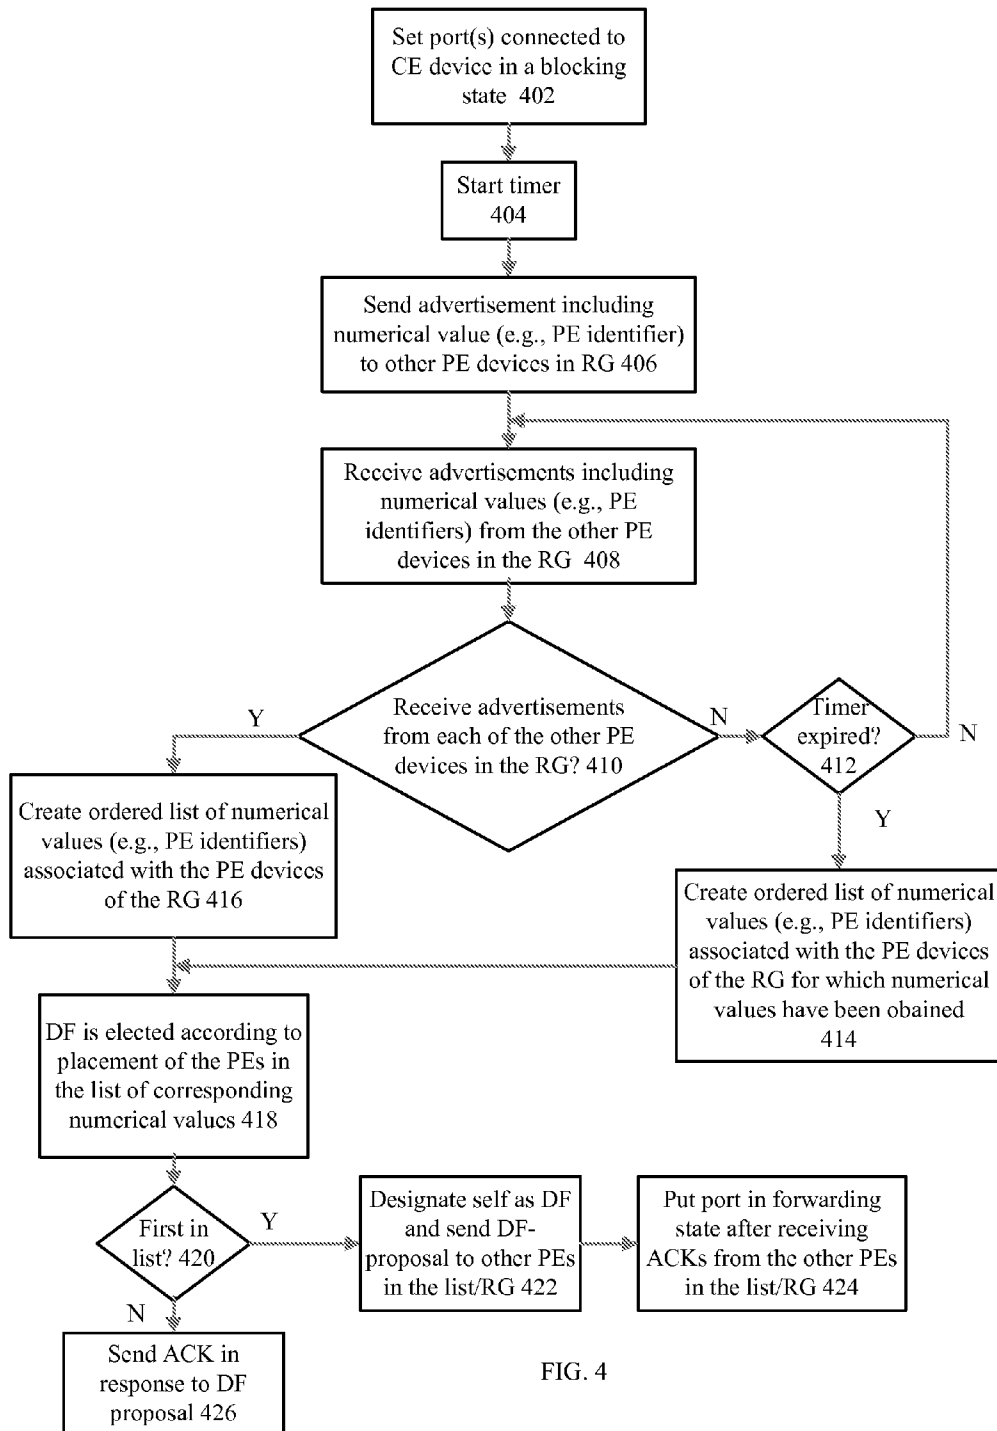 Set port(s) connected to
CE device in a blocking
state 402
Start timer
404
Send advertisement including
numerical value (e.g., PE identifier)
to other PE devices in RG 406
Receive advertisements including
numerical values (e.g., PE
identifiers) from the other PE
devices in the RG 408
Receive advertisements
from each of the other PE
devices in the RG? 410
Y
N
Timer
expired?
412
N
Y
Create ordered list of numerical
values (e.g., PE identifiers)
associated with the PE devices
of the RG 416
Create ordered list of numerical
values (e.g., PE identifiers)
associated with the PE devices
of the RG for which numerical
values have been obained
414
DF is elected according to
placement of the PEs in
the list of corresponding
numerical values 418
First in
list? 420
Y
N
Designate self as DF
and send DF-
proposal to other PEs
in the list/RG 422
Put port in forwarding
state after receiving
ACKs from the other PEs
in the list/RG 424
Send ACK in
response to DF
proposal 426
FIG. 4